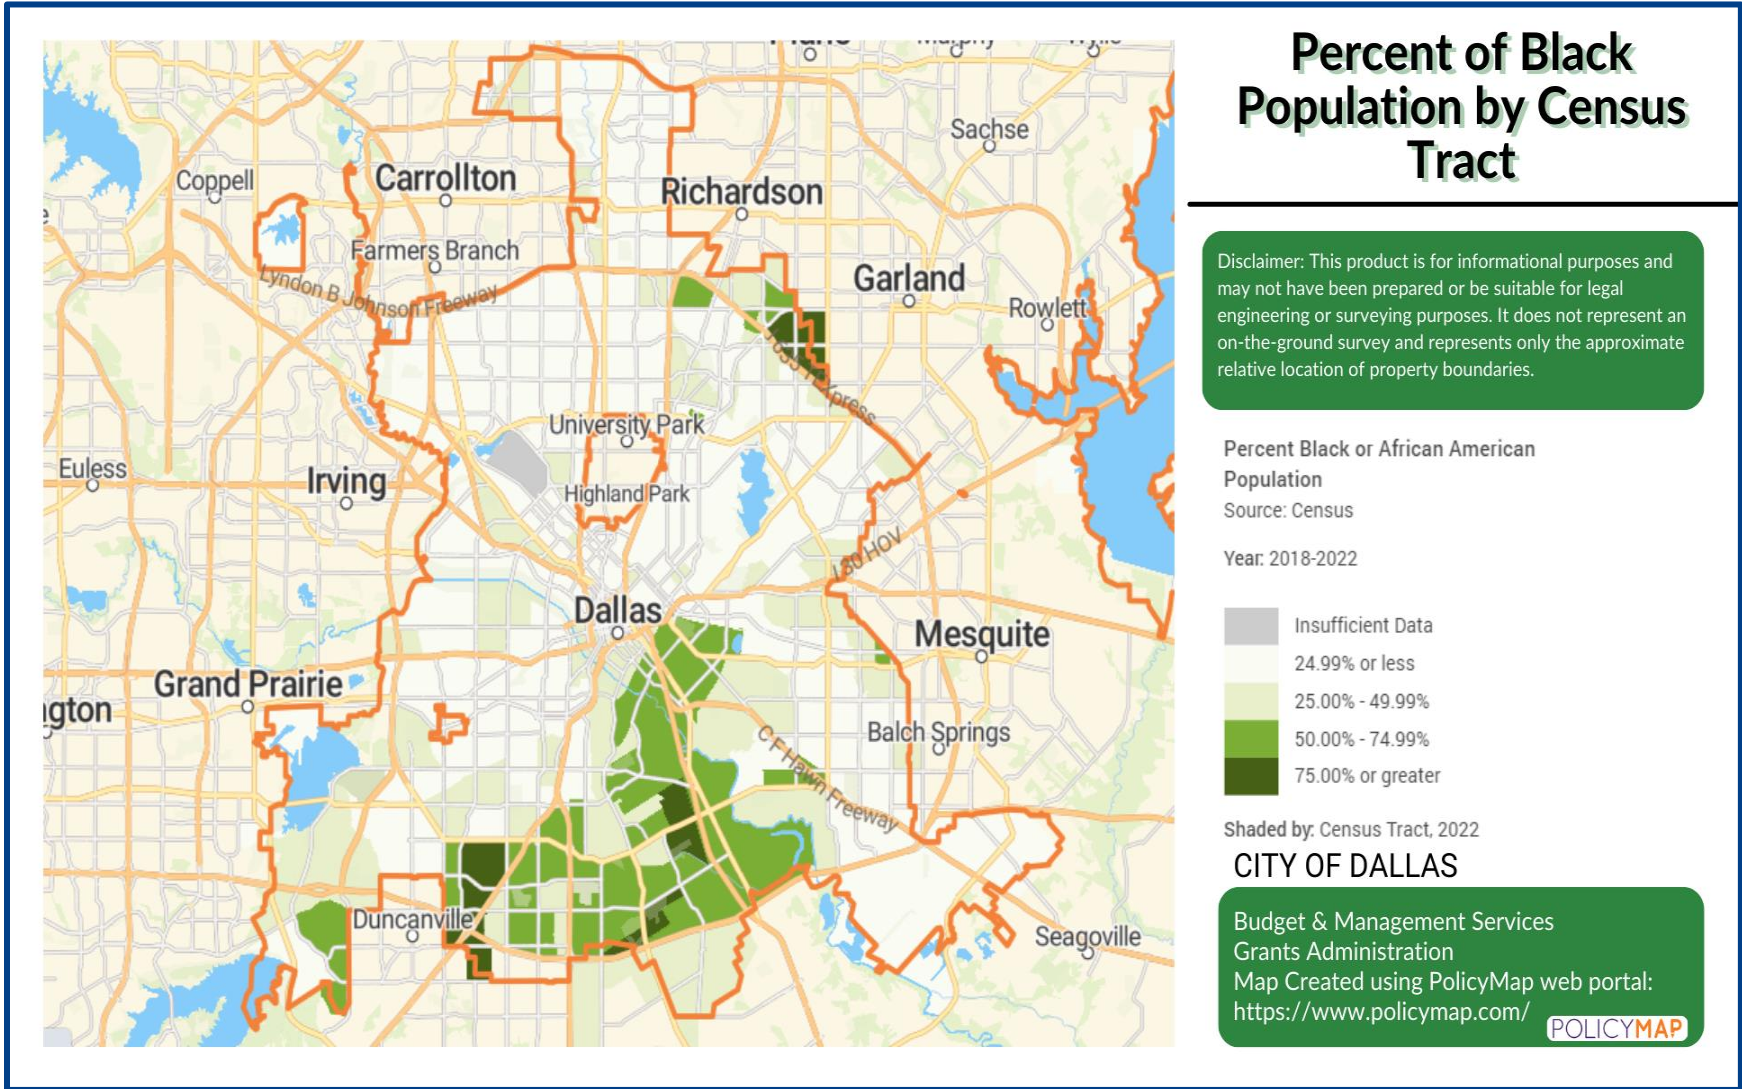 Percent of Black
Population by Census
Tract
Disclaimer: This product is for informational purposes and
may not have been prepared or be suitable for legal
engineering or surveying purposes. It does not represent an
on-the-ground survey and represents only the approximate
relative location of property boundaries.
Percent Black or African American
Population
Source: Census
Year: 2018-2022
Insufficient Data
24.99% or less
25.00% - 49.99%
50.00% - 74.99%
75.00% or greater
Shaded by: Census Tract, 2022
CITY OF DALLAS
Budget & Management Services
Grants Administration
Map Created using PolicyMap web portal:
https://www.policymap.com/
POLICYMAP
Sachse
Coppell
Carrollton
Richardson
Farmers Branch
Lyndon B Johnson Freeway
Garland
Rowlett
I 635 TEXpress
University Park
Euless
Irving
Highland Park
I 30 HOV
Dallas
Mesquite
Grand Prairie
gton
Balch Springs
C F Hawn Freeway
Duncanville
Seagoville